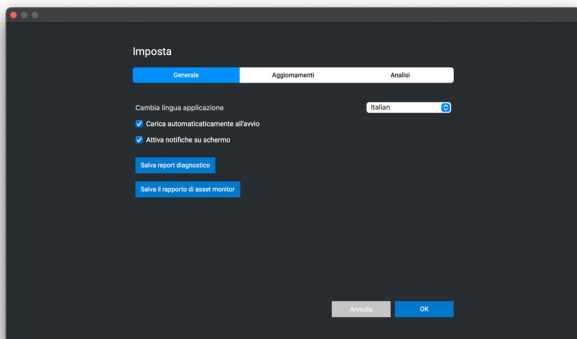 Imposta
Generale Aggiornamenti Analisi
Cambia lingua applicazione Italian
Carica automaticaticamente all'avvio
Attiva notifiche su schermo
Salva report diagnostico
Salva il rapporto di asset monitor
Annulla OK